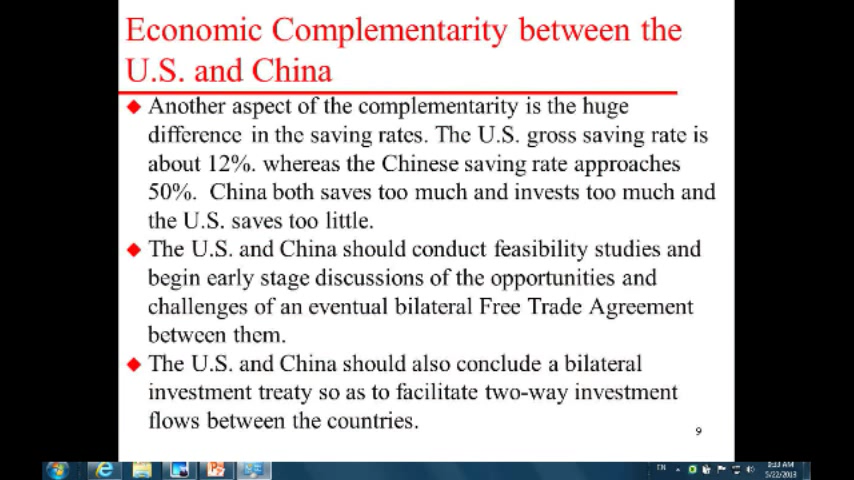 Economic Complementarity between the
U.S. and China
Another aspect of the complementarity is the huge
difference in the saving rates. The U.S. gross saving rate is
about 12%. whereas the Chinese saving rate approaches
50%. China both saves too much and invests too much and
the U.S. saves too little.
The U.S. and China should conduct feasibility studies and
begin early stage discussions of the opportunities and
challenges of an eventual bilateral Free Trade Agreement
between them.
The U.S. and China should also conclude a bilateral
investment treaty so as to facilitate two-way investment
flows between the countries.
9
EN
AM
5/22/2013